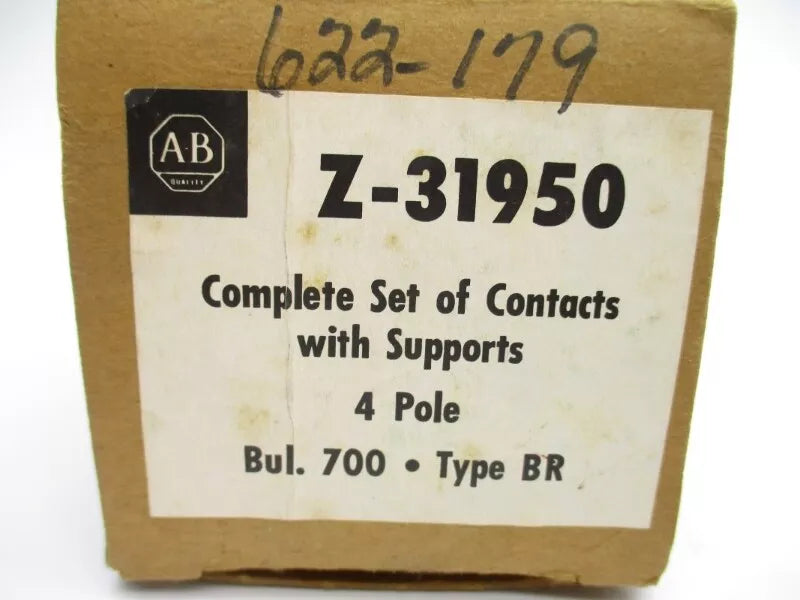 622-179
A-B
QUALITY
Z-31950
Complete Set of Contacts
with Supports
4 Pole
Bul. 700 • Type BR